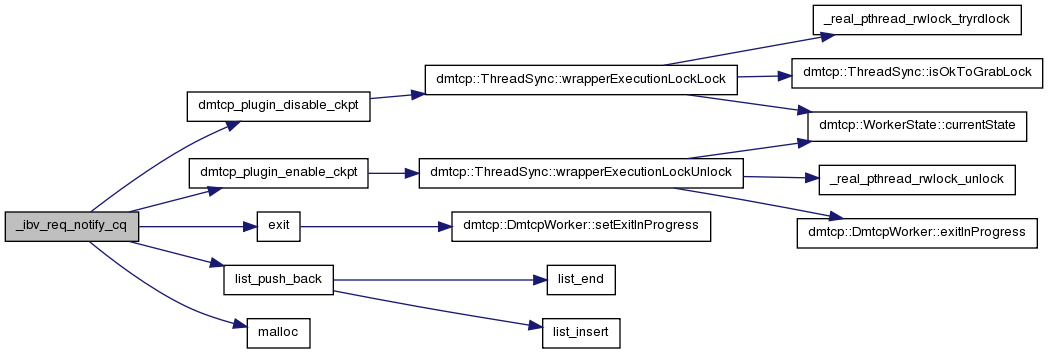 _ibv_req_notify_cq
dmtcp_plugin_disable_ckpt
dmtcp::ThreadSync::wrapperExecutionLockLock
_real_pthread_rwlock_tryrdlock
dmtcp::ThreadSync::isOkToGrabLock
dmtcp::WorkerState::currentState
dmtcp_plugin_enable_ckpt
dmtcp::ThreadSync::wrapperExecutionLockUnlock
_real_pthread_rwlock_unlock
dmtcp::DmtcpWorker::exitInProgress
exit
dmtcp::DmtcpWorker::setExitInProgress
list_push_back
list_end
list_insert
malloc